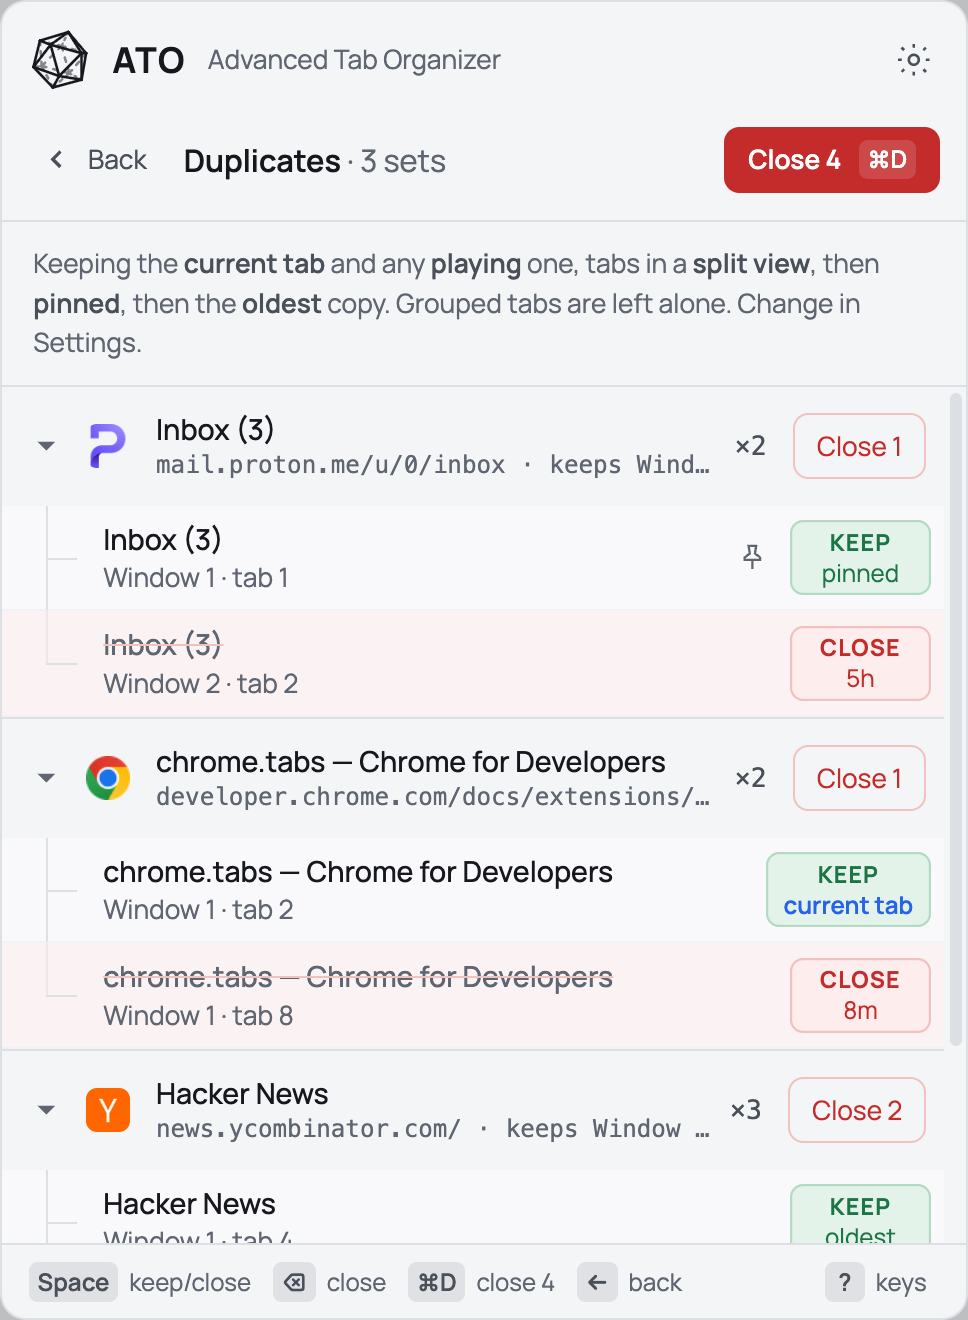 ATO Advanced Tab Organizer
Back Duplicates · 3 sets Close 4 ⌘D
Keeping the current tab and any playing one, tabs in a split view, then
pinned, then the oldest copy. Grouped tabs are left alone. Change in
Settings.
Inbox (3)
mail.proton.me/u/0/inbox · keeps Wind…
×2 Close 1
Inbox (3)
Window 1 · tab 1
KEEP
pinned
Inbox (3)
Window 2 · tab 2
CLOSE
5h
chrome.tabs — Chrome for Developers
developer.chrome.com/docs/extensions/…
×2 Close 1
chrome.tabs — Chrome for Developers
Window 1 · tab 2
KEEP
current tab
chrome.tabs — Chrome for Developers
Window 1 · tab 8
CLOSE
8m
Y
Hacker News
news.ycombinator.com/ · keeps Window …
×3 Close 2
Hacker News
Window 1 · tab 4
KEEP
oldest
Space keep/close ⌫ close ⌘D close 4 ← back ? keys